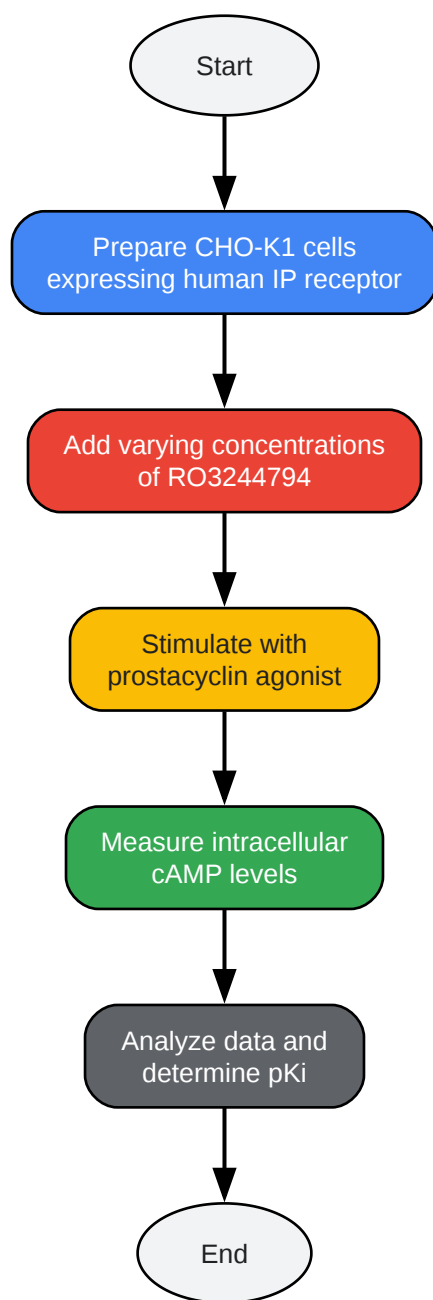 Start
Prepare CHO-K1 cells
expressing human IP receptor
Add varying concentrations
of RO3244794
Stimulate with
prostacyclin agonist
Measure intracellular
cAMP levels
Analyze data and
determine pKi
End